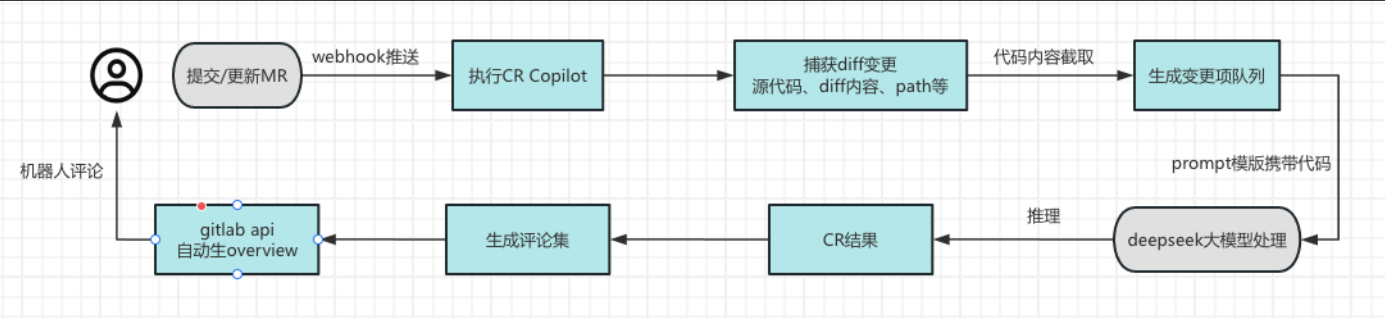 提交/更新MR
webhook推送
执行CR Copilot
捕获diff变更
源代码、diff内容、path等
代码内容截取
生成变更项队列
prompt模版携带代码
deepseek大模型处理
推理
CR结果
生成评论集
gitlab api
自动生overview
机器人评论